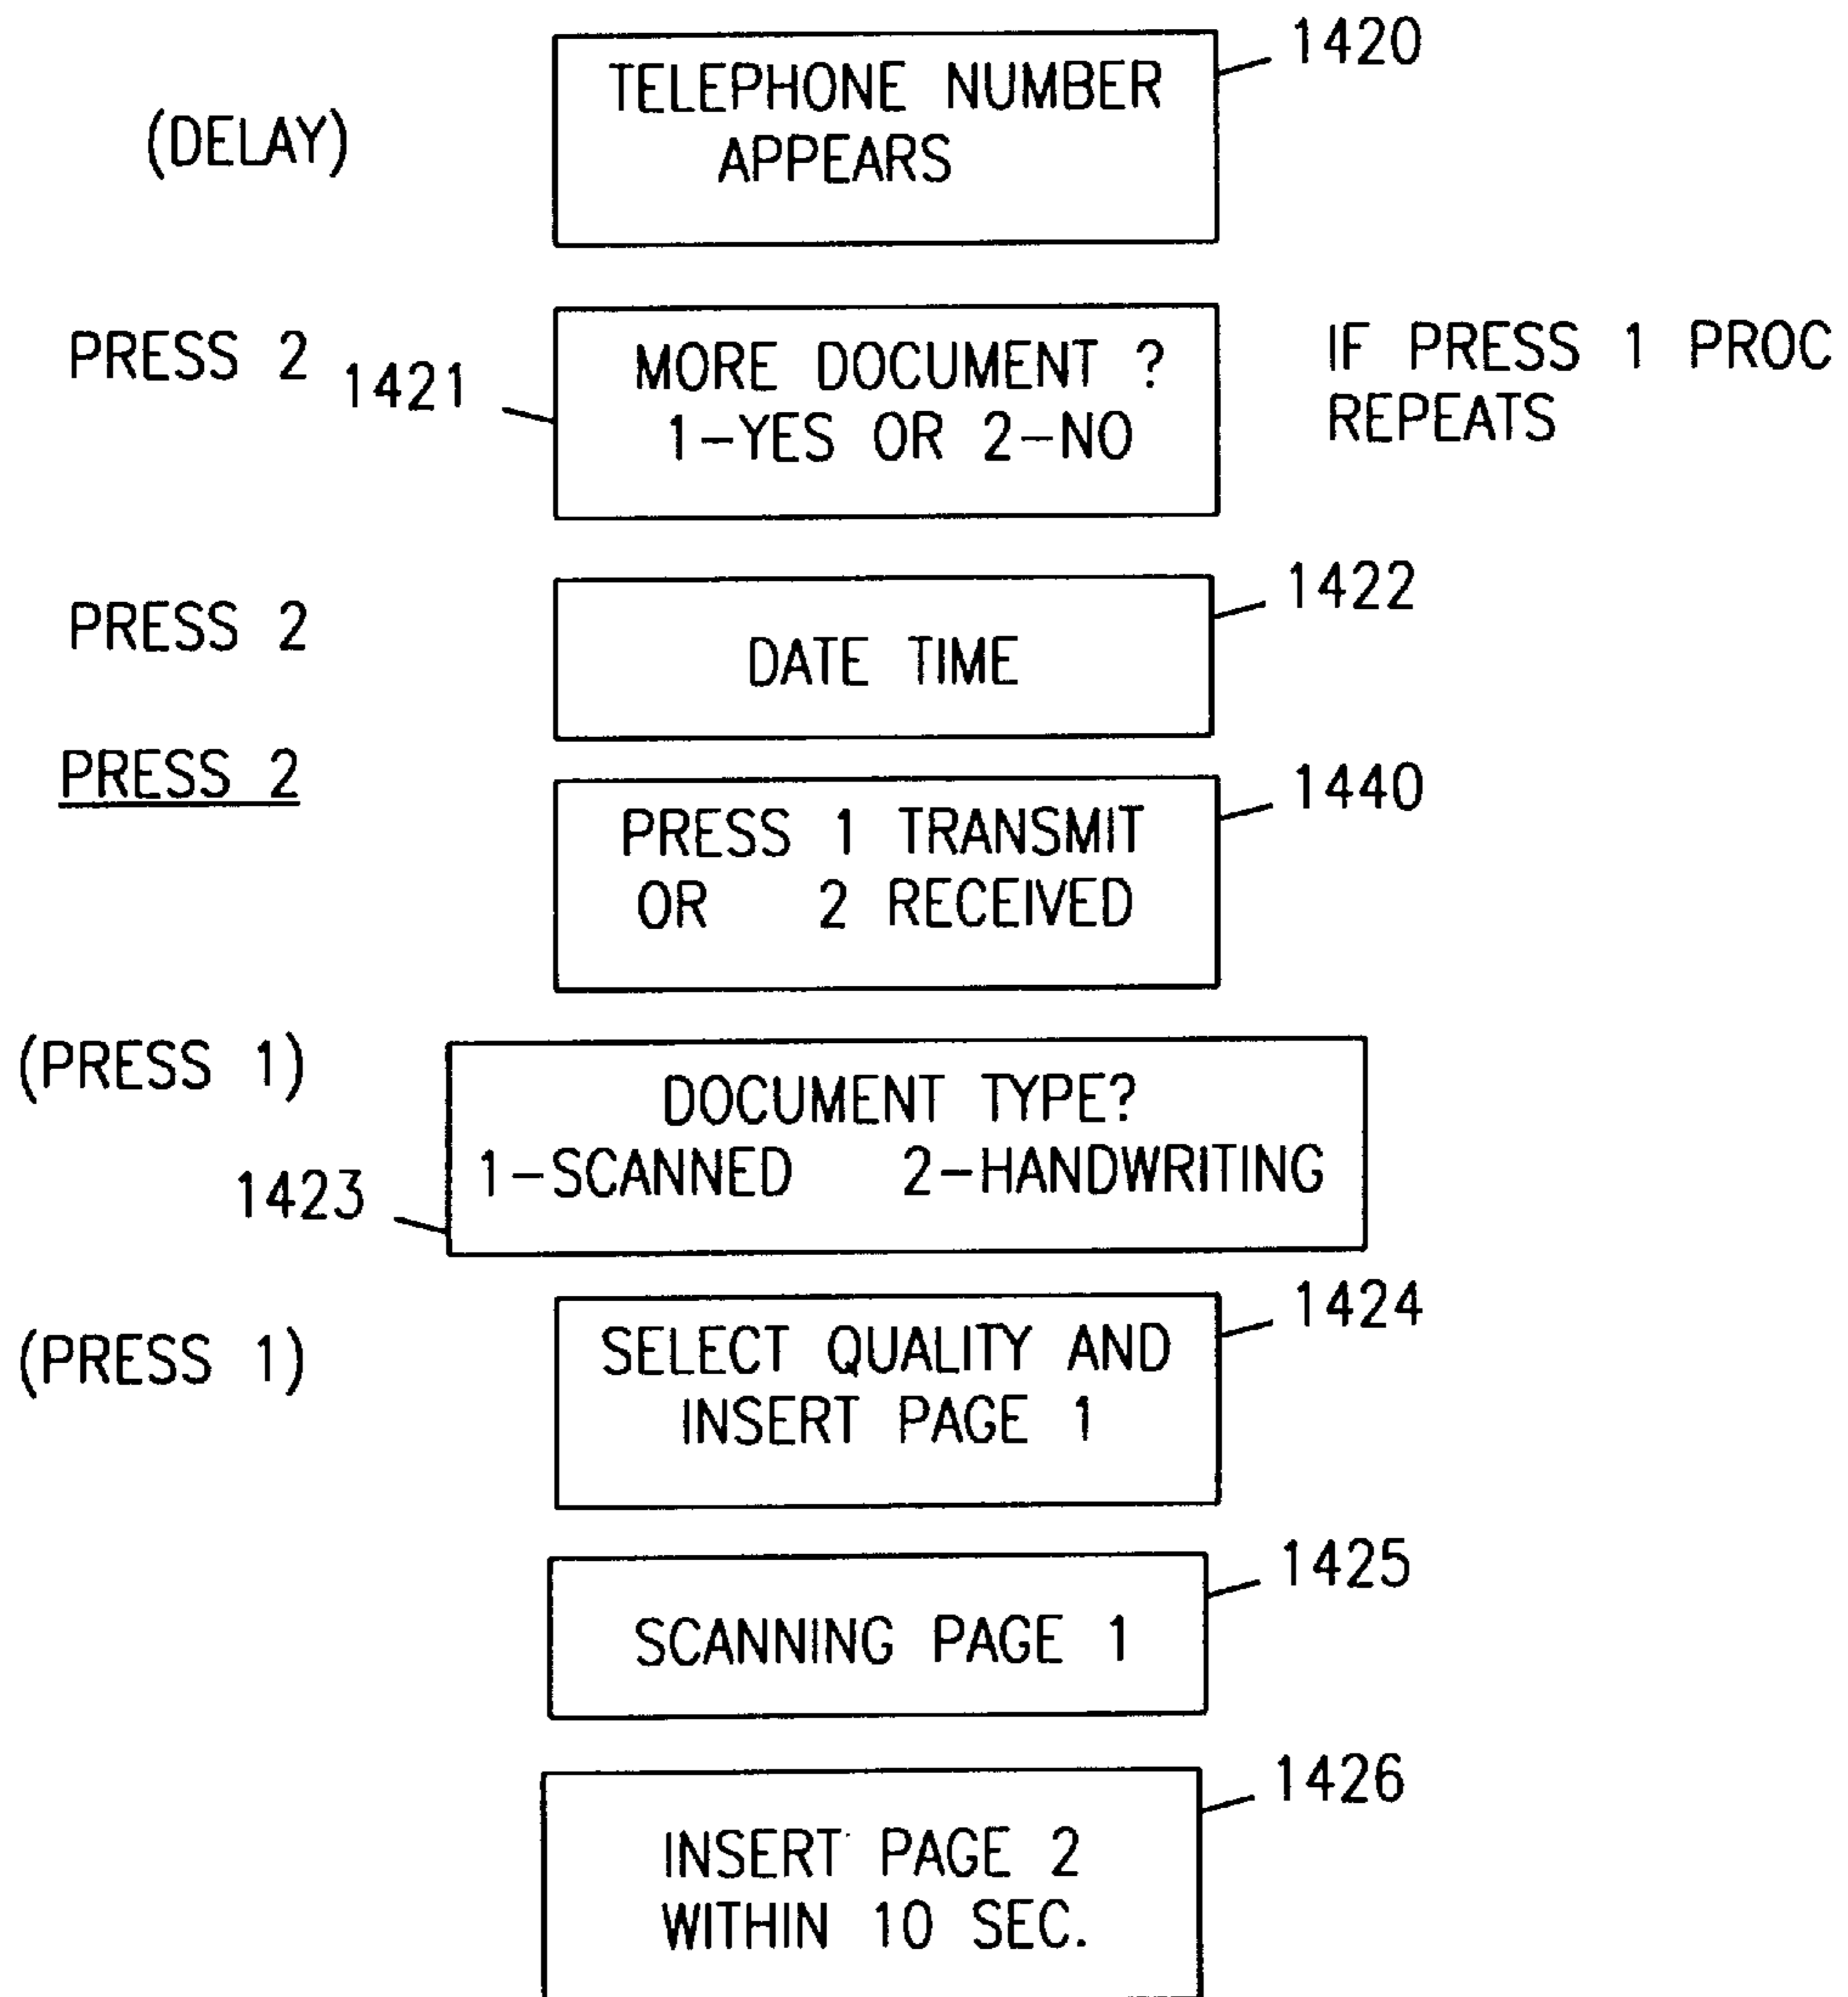 1420
TELEPHONE NUMBER
(DELAY)
APPEARS
PRESS 2
1421
MORE DOCUMENT ?
1-YES OR 2-NO
IF PRESS 1 PROC
REPEATS
1422
PRESS 2
DATE TIME
PRESS 2
1440
PRESS 1 TRANSMIT
OR 2 RECEIVED
(PRESS 1)
DOCUMENT TYPE?
1-SCANNED 2-HANDWRITING
1423
1424
(PRESS 1)
SELECT QUALITY AND
INSERT PAGE 1
1425
SCANNING PAGE 1
1426
INSERT PAGE 2
WITHIN 10 SEC.